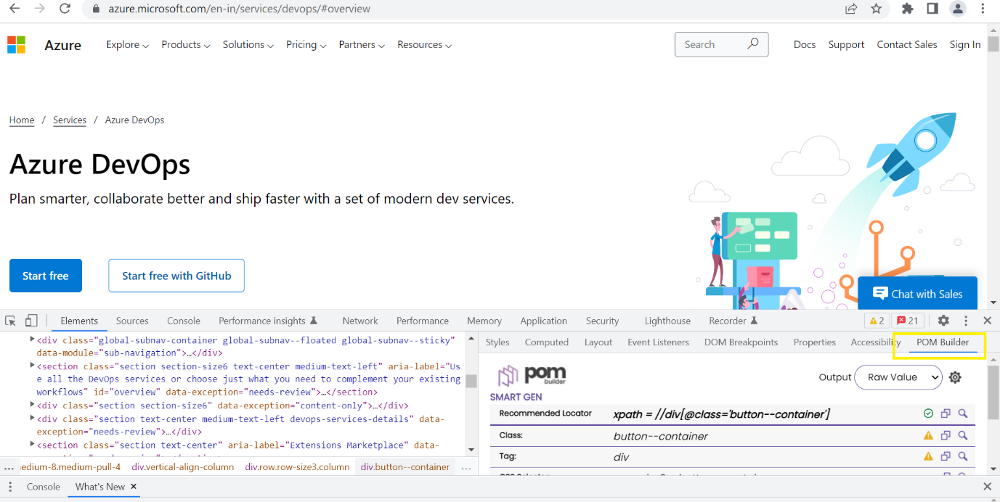 azure.microsoft.com/en-in/services/devops/#overview
Azure Explore Products Solutions Pricing Partners Resources Search Docs Support Contact Sales Sign In
Home / Services / Azure DevOps
Azure DevOps
Plan smarter, collaborate better and ship faster with a set of modern dev services.
Start free Start free with GitHub
Chat with Sales
Elements Sources Console Performance insights Network Performance Memory Application Security Lighthouse Recorder 2 21
<div class="global-subnav-container global-subnav--floated global-subnav--sticky"
data-module="sub-navigation">…</div>
<section class="section section-size6 text-center medium-text-left" aria-label="Us
e all the DevOps services or choose just what you need to complement your existing
workflows" id="overview" data-exception="needs-review">…</section>
<div class="section section-size6" data-exception="content-only">…</div>
<div class="section text-center medium-text-left devops-services-details" data-
exception="needs-review">…</div>
<section class="section text-center" aria-label="Extensions Marketplace" data-
… edium-8.medium-pull-4 div.vertical-align-column div.row.row-size3.column div.button--container …
Styles Computed Layout Event Listeners DOM Breakpoints Properties Accessibility POM Builder
pom
builder
Output Raw Value
SMART GEN
Recommended Locator xpath = //div[@class='button--container']
Class: button--container
Tag: div
Console What's New